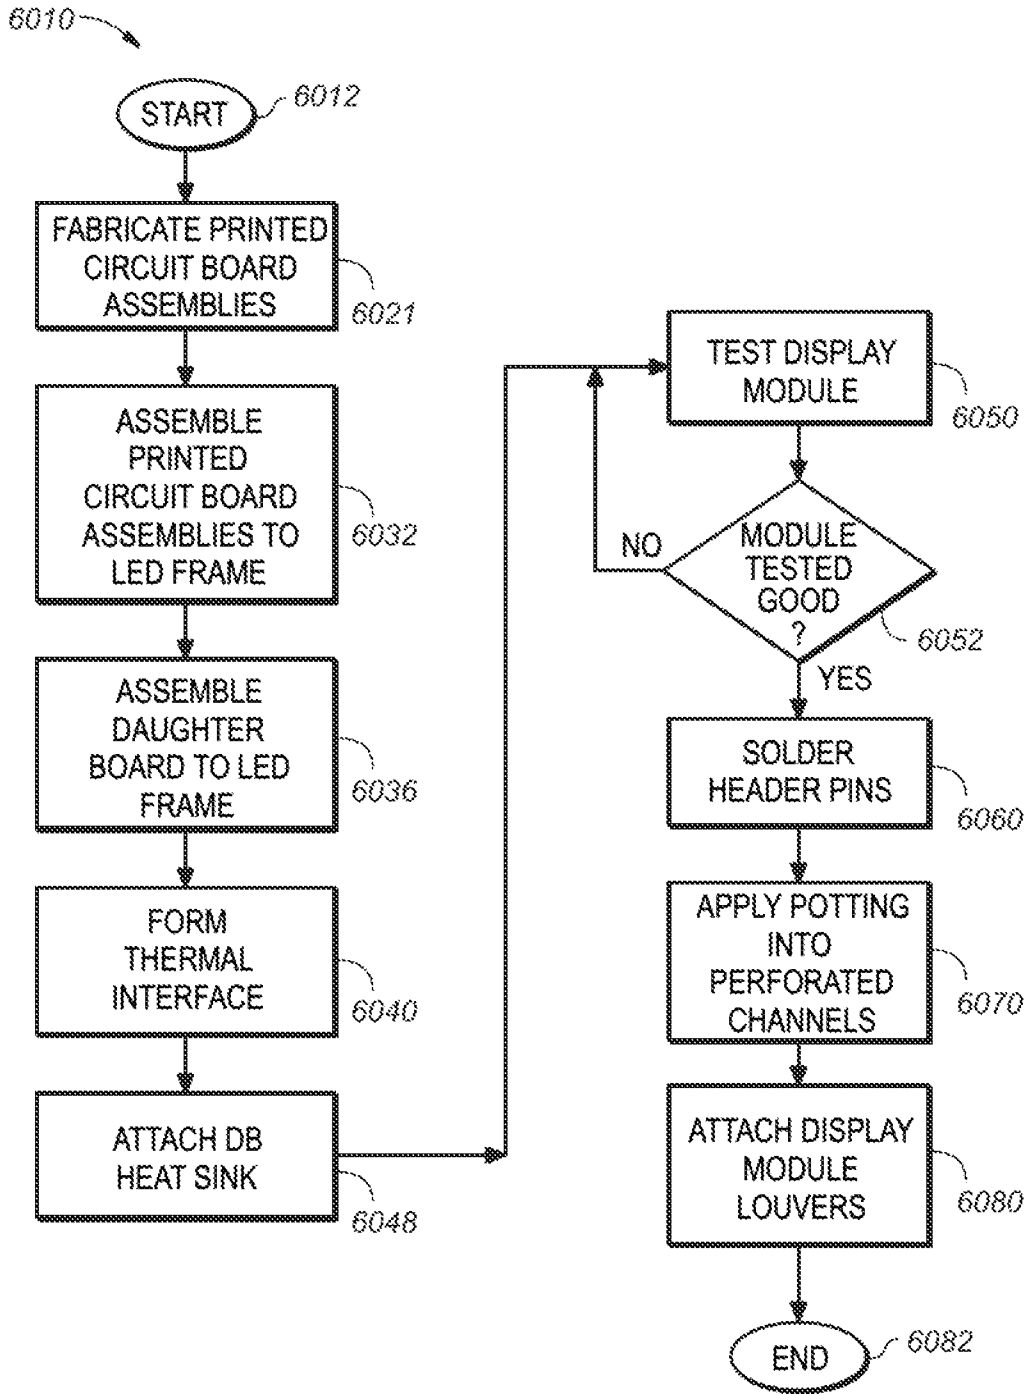 6010
START
6012
FABRICATE PRINTED
CIRCUIT BOARD
ASSEMBLIES
6021
ASSEMBLE
PRINTED
CIRCUIT BOARD
ASSEMBLIES TO
LED FRAME
6032
ASSEMBLE
DAUGHTER
BOARD TO LED
FRAME
6036
FORM
THERMAL
INTERFACE
6040
ATTACH DB
HEAT SINK
6048
TEST DISPLAY
MODULE
6050
MODULE
TESTED
GOOD
?
6052
NO
YES
SOLDER
HEADER PINS
6060
APPLY POTTING
INTO
PERFORATED
CHANNELS
6070
ATTACH DISPLAY
MODULE
LOUVERS
6080
END
6082